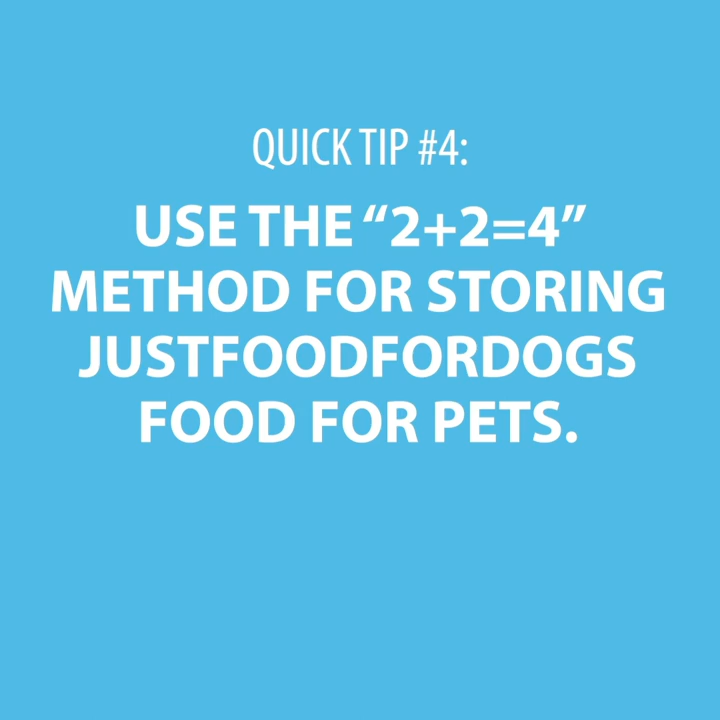 QUICK TIP #4:
USE THE “2+2=4”
METHOD FOR STORING
JUSTFOODFORDOGS
FOOD FOR PETS.